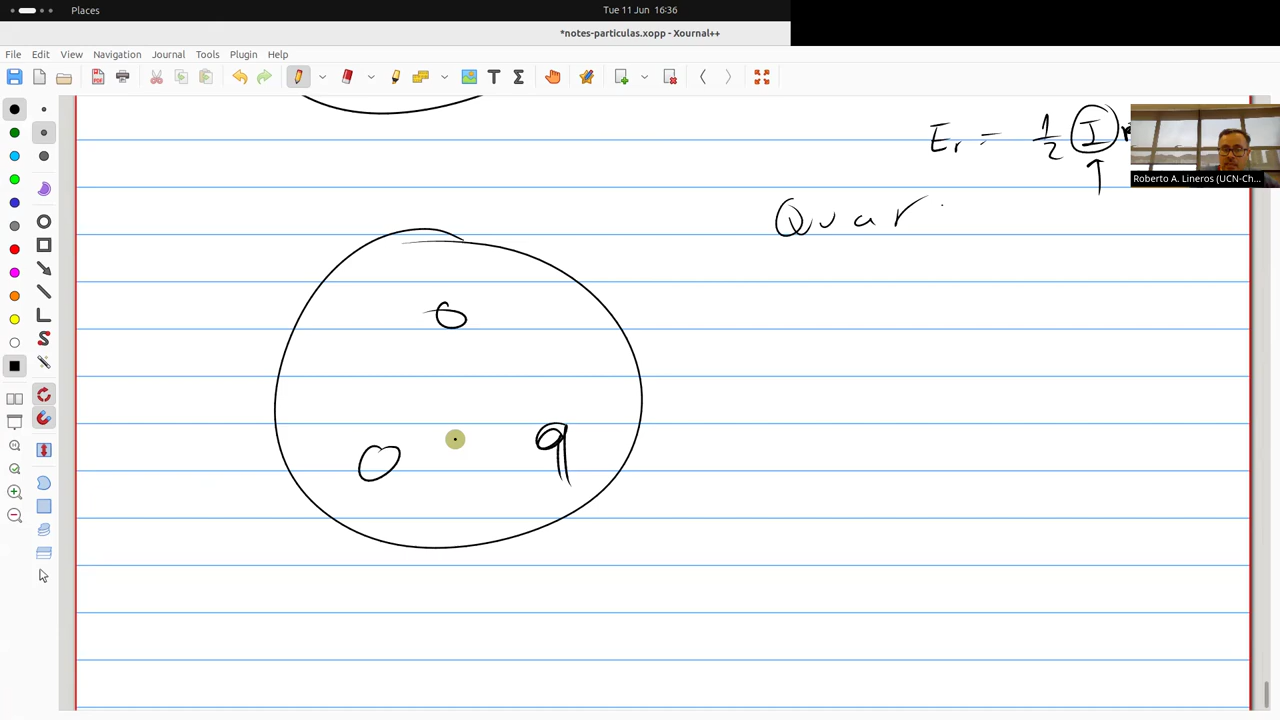 Places
Tue 11 Jun 16:36
*notes-particulas.xopp - Xournal++
File Edit View Navigation Journal Tools Plugin Help
E_r = 1/2 I
Roberto A. Lineros (UCN-Ch...
Quar
q